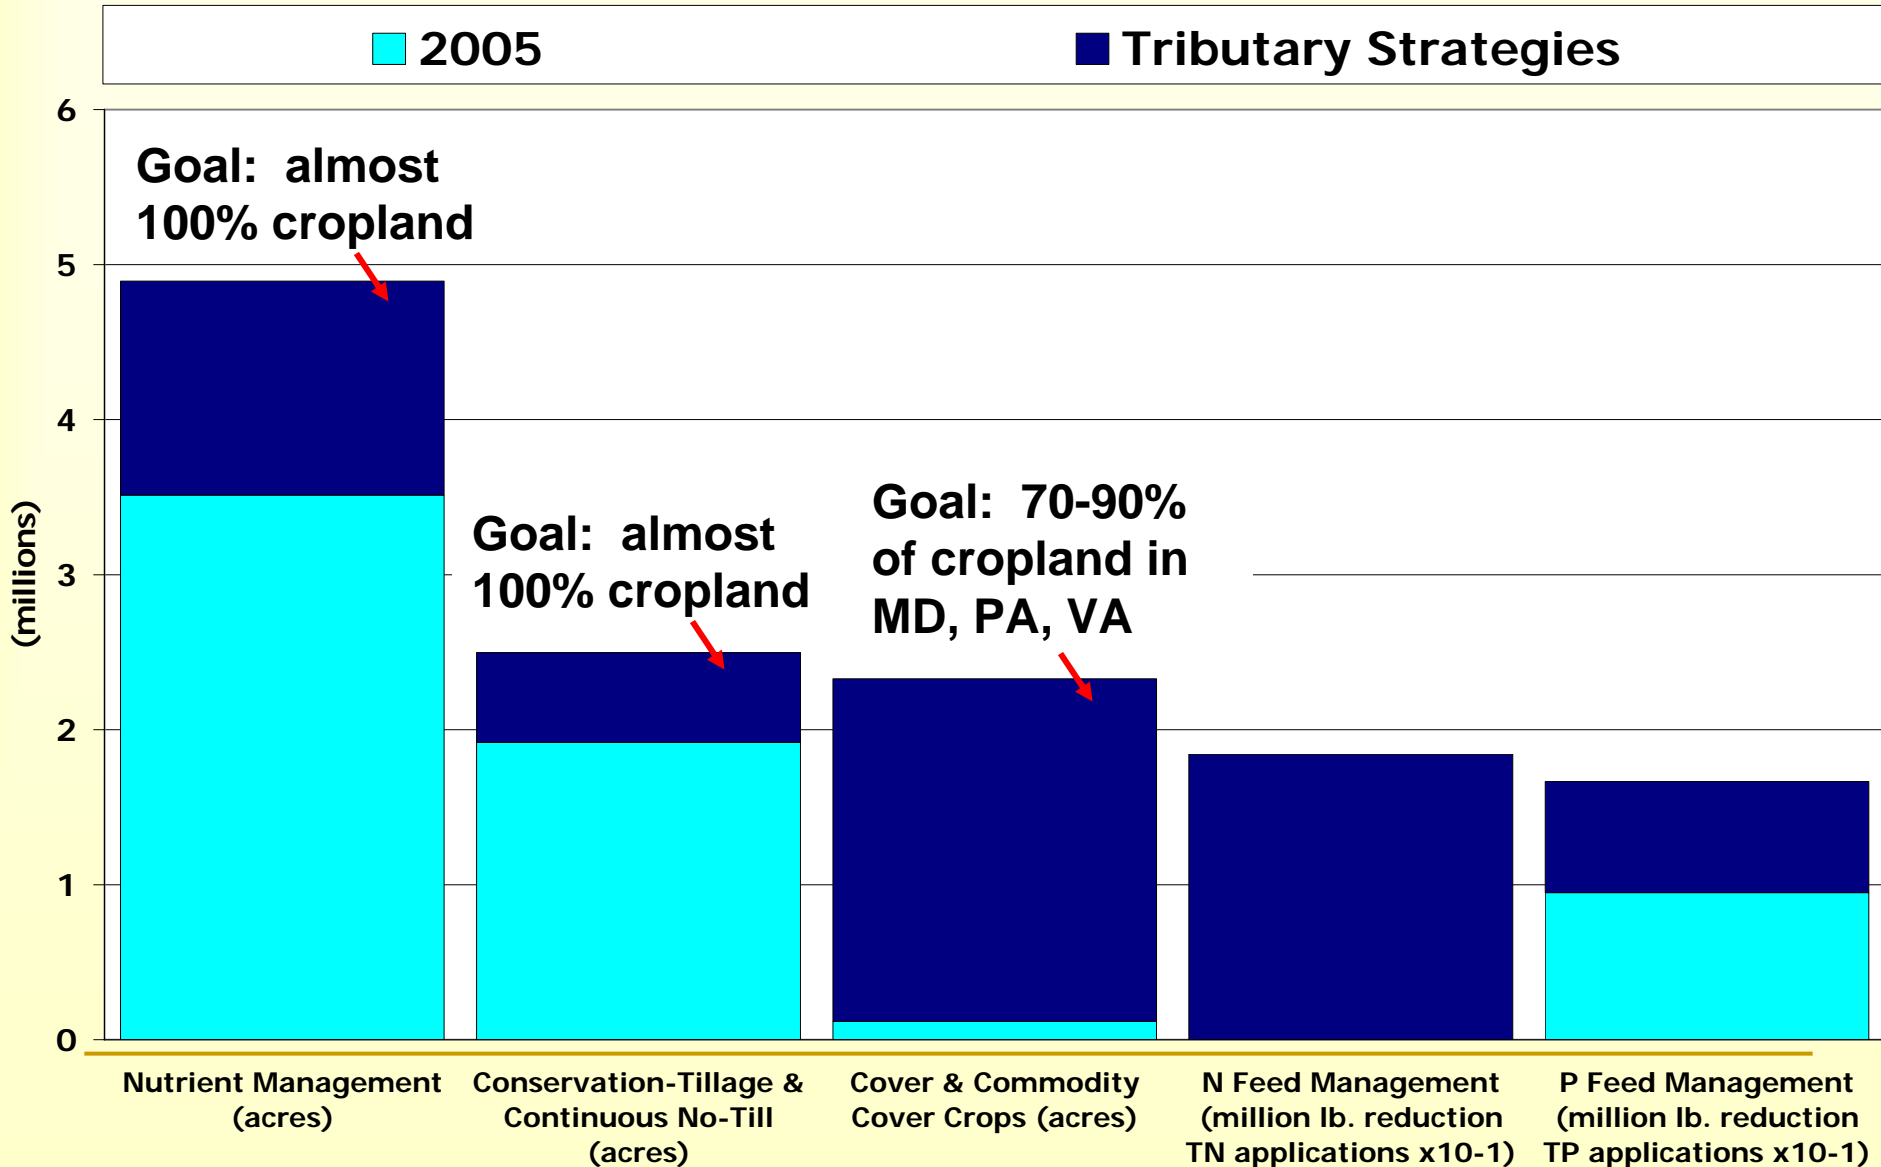 2005
Tributary Strategies
6
5
4
3
2
1
0
(millions)
Goal: almost
100% cropland
Goal: almost
100% cropland
Goal: 70-90%
of cropland in
MD, PA, VA
Nutrient Management
(acres)
Conservation-Tillage &
Continuous No-Till
(acres)
Cover & Commodity
Cover Crops (acres)
N Feed Management
(million lb. reduction
TN applications x10-1)
P Feed Management
(million lb. reduction
TP applications x10-1)